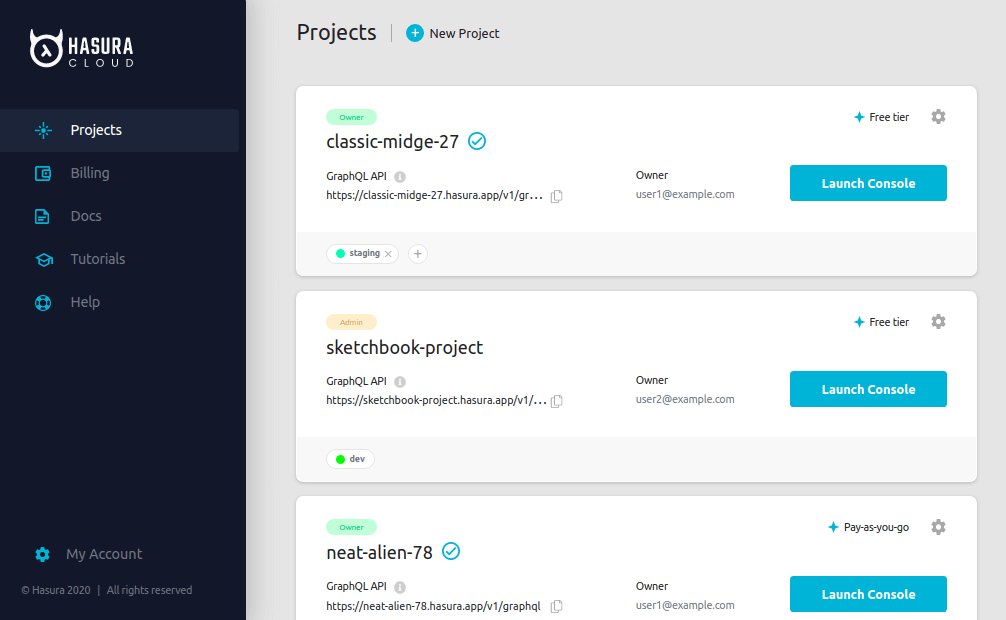 HASURA
CLOUD
Projects
Billing
Docs
Tutorials
Help
My Account
© Hasura 2020 | All rights reserved
Projects | New Project
Owner
Free tier
classic-midge-27
GraphQL API
https://classic-midge-27.hasura.app/v1/gr...
Owner
user1@example.com
Launch Console
staging
Admin
Free tier
sketchbook-project
GraphQL API
https://sketchbook-project.hasura.app/v1/...
Owner
user2@example.com
Launch Console
dev
Owner
Pay-as-you-go
neat-alien-78
GraphQL API
https://neat-alien-78.hasura.app/v1/graphql
Owner
user1@example.com
Launch Console